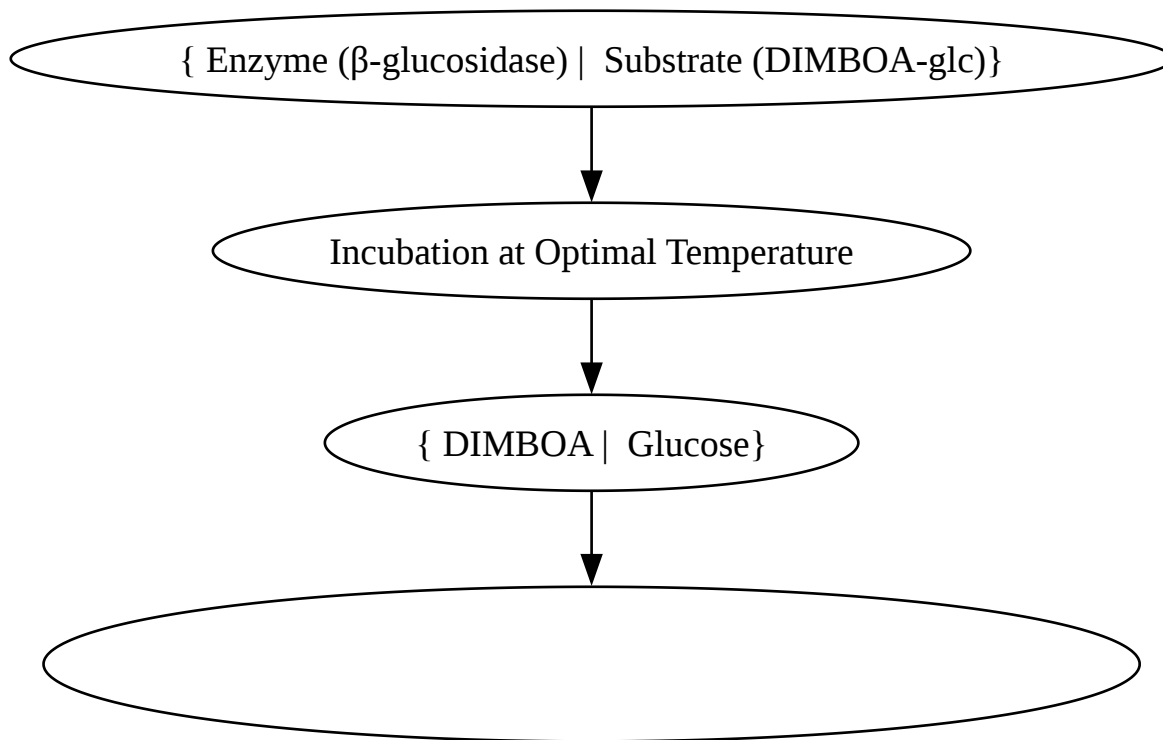 { Enzyme (β-glucosidase) |  Substrate (DIMBOA-glc)}
Incubation at Optimal Temperature
{ DIMBOA |  Glucose}